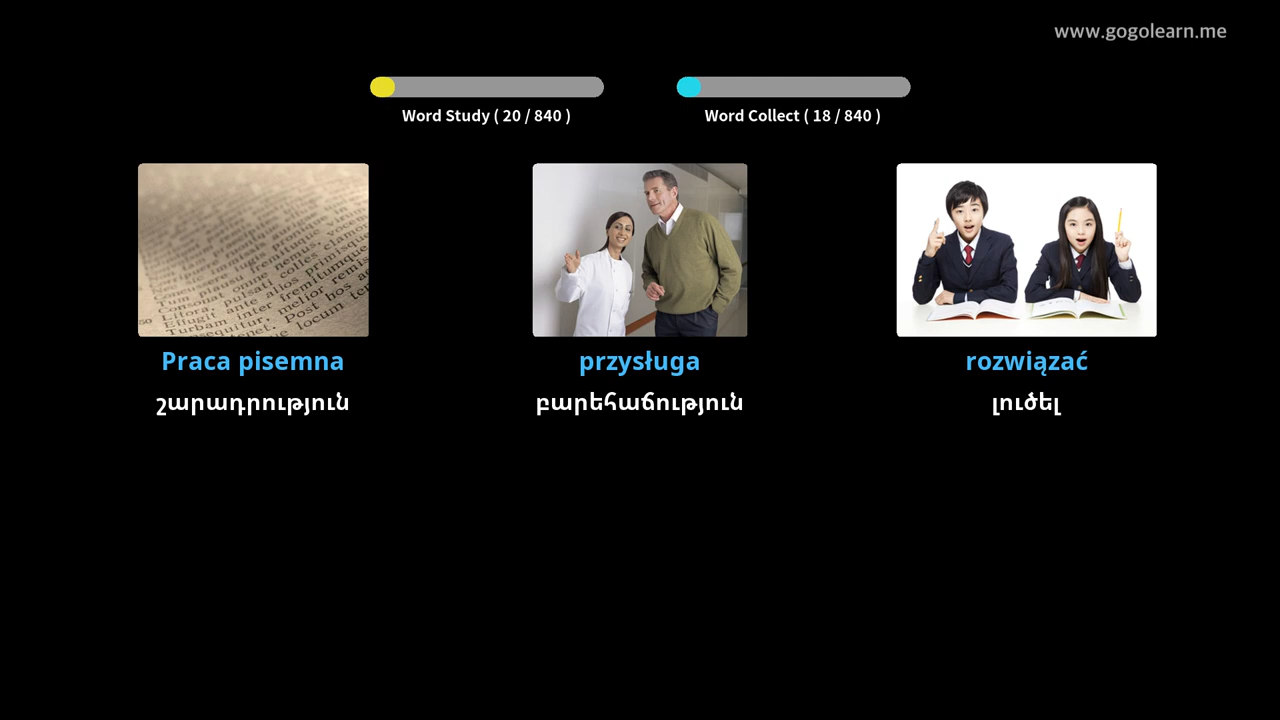 www.gogolearn.me
Word Study ( 20 / 840 )
Word Collect ( 18 / 840 )
Praca pisemna
przysługa
rozwiązać
շարադրություն
բարեհաճություն
լուծել